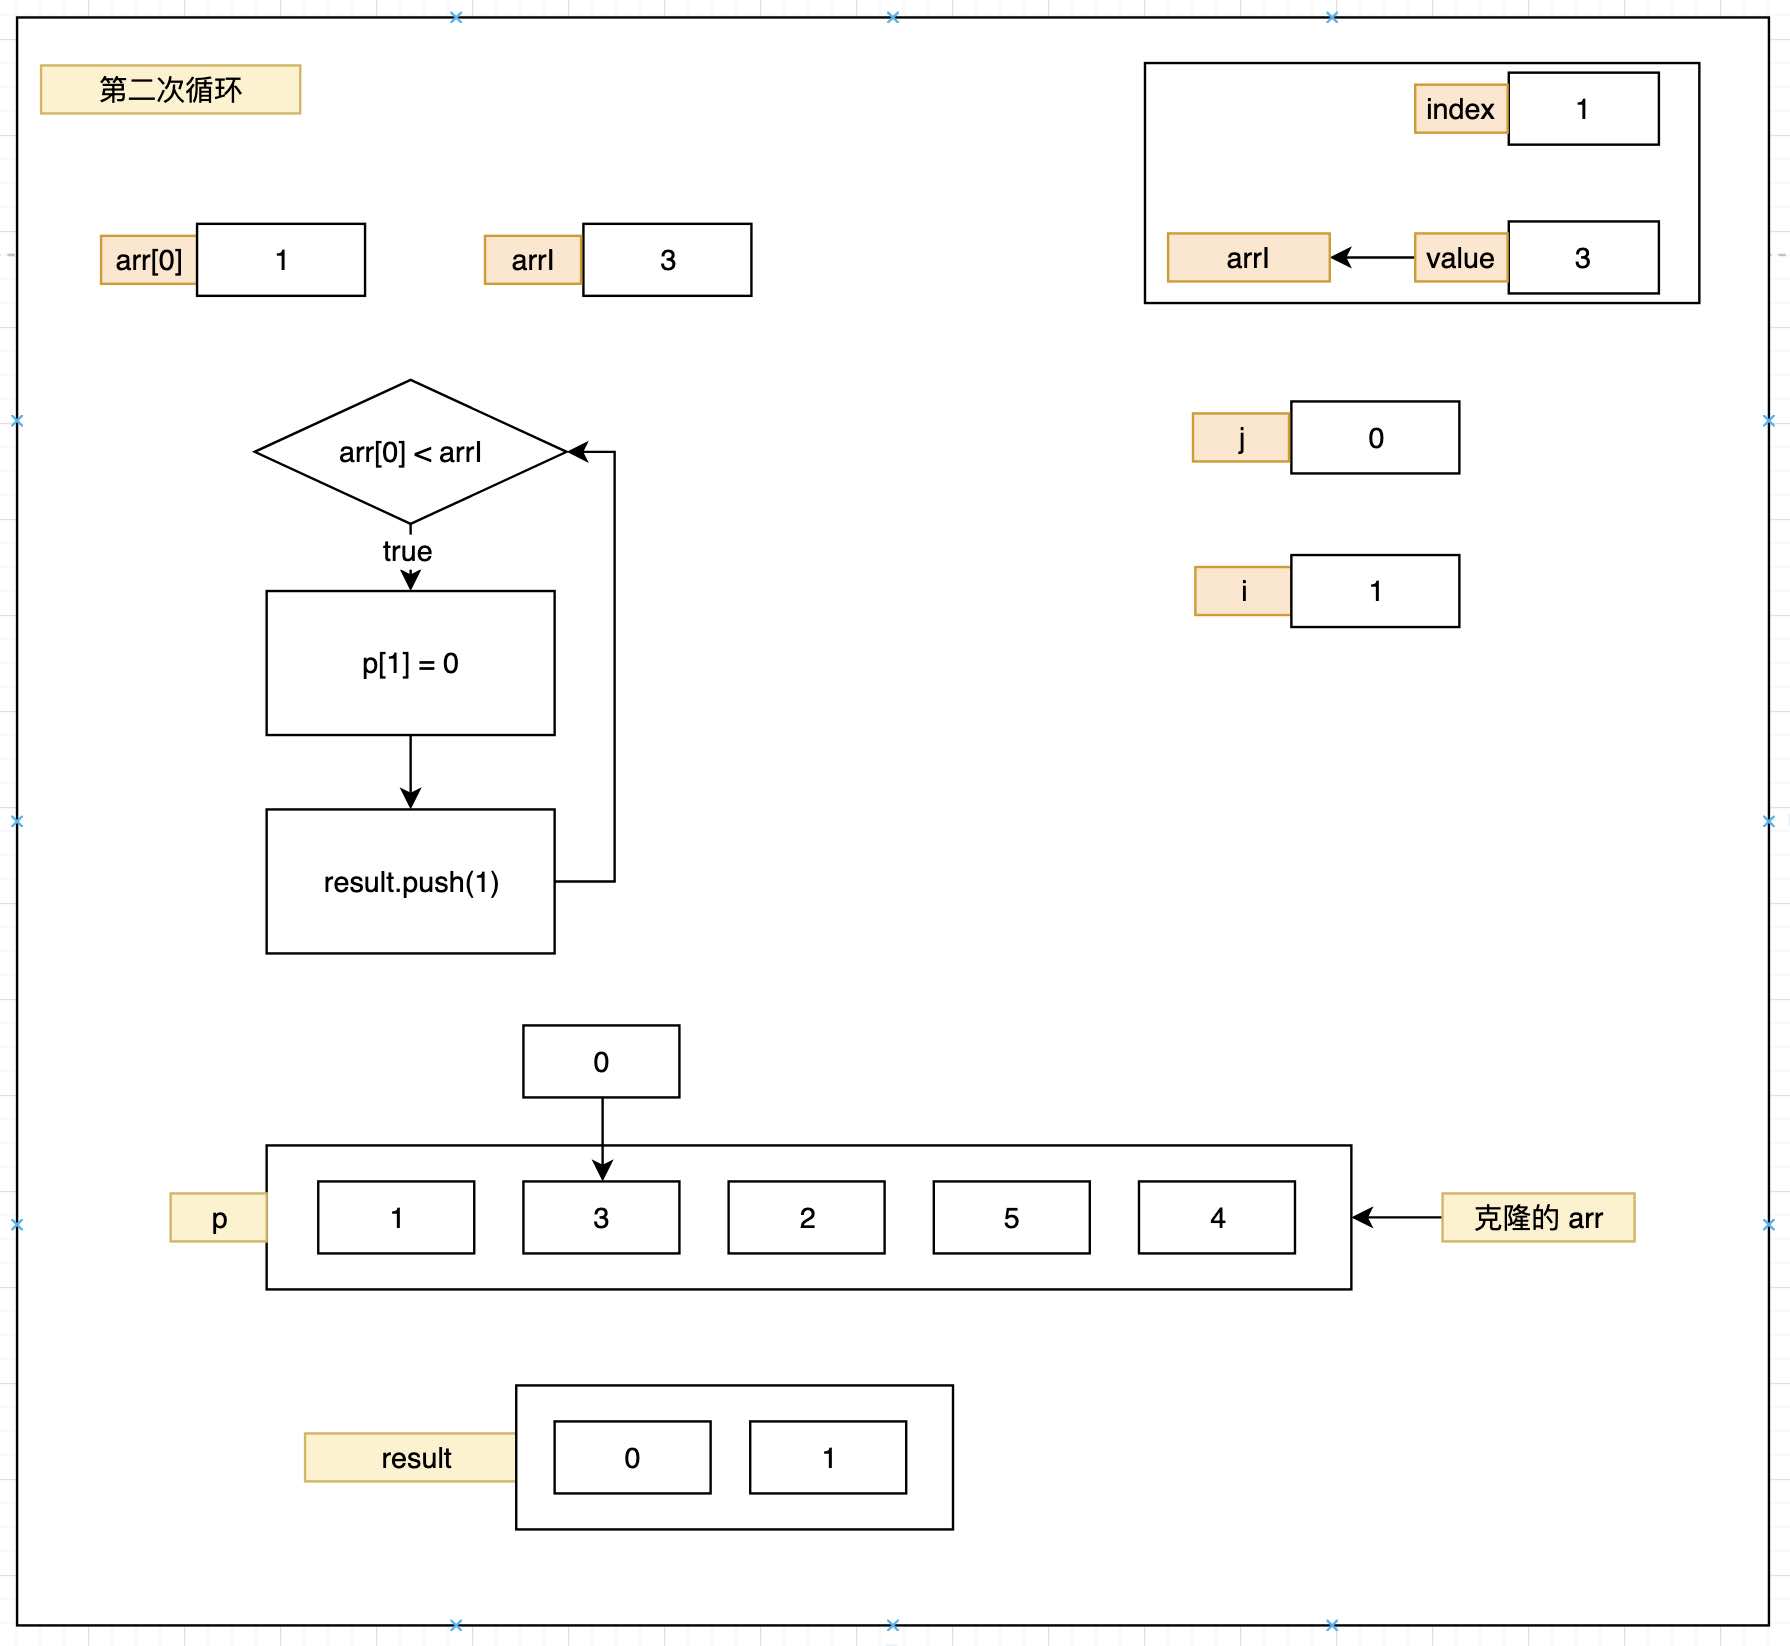 第二次循环
index 1
arr[0] 1
arrI 3
arrI value 3
arr[0] < arrI
j 0
true
i 1
p[1] = 0
result.push(1)
0
p 1 3 2 5 4 克隆的 arr
result 0 1